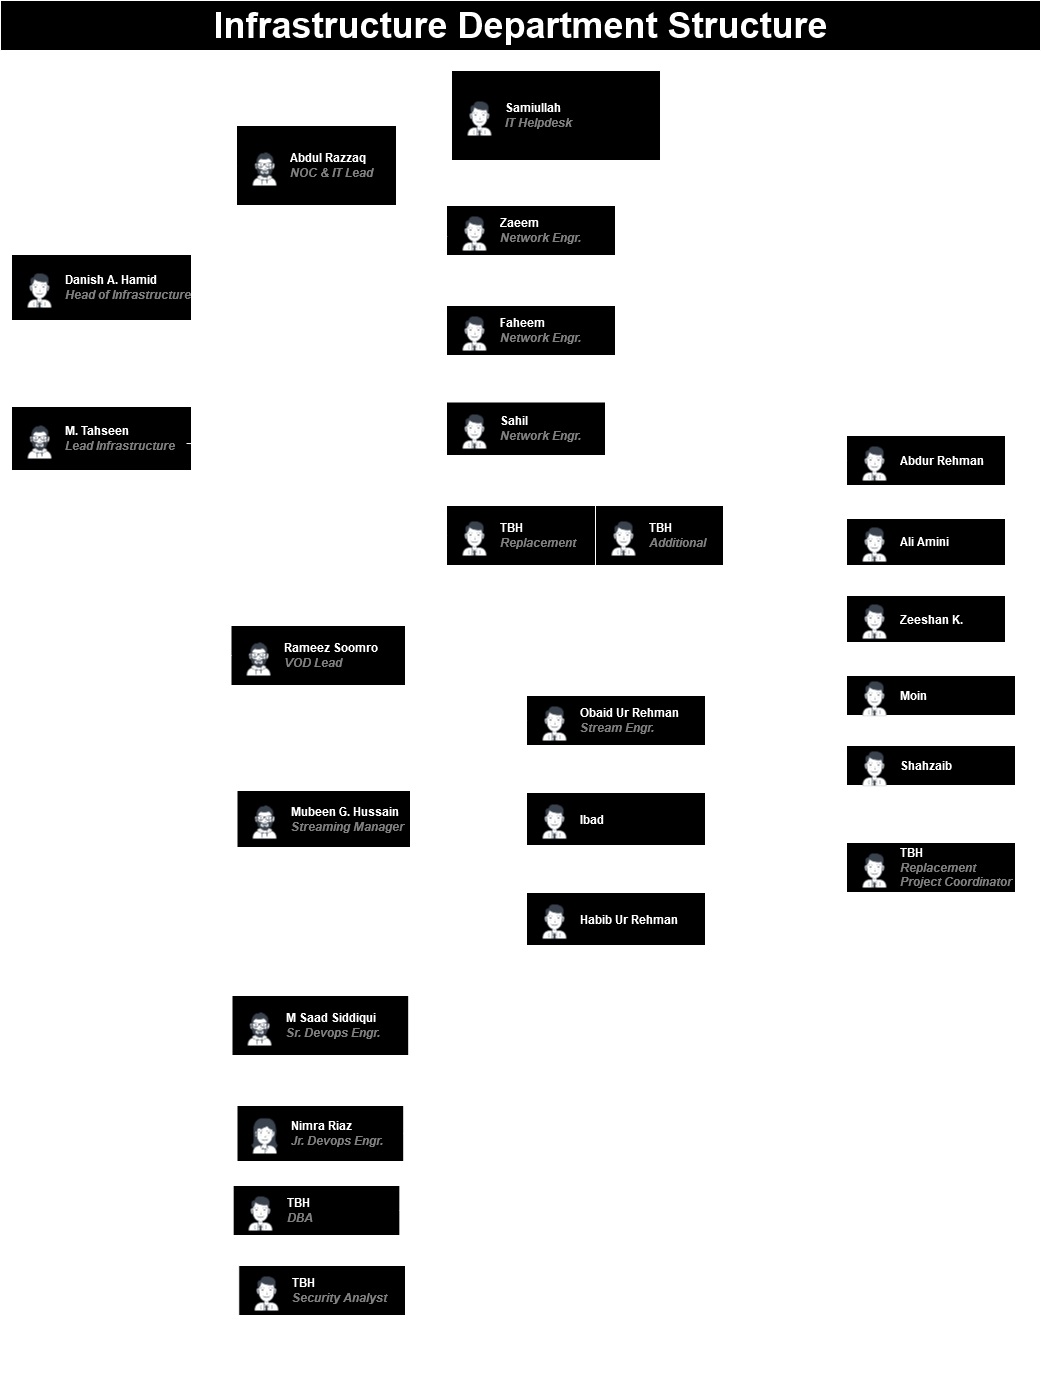 Infrastructure Department Structure
Samiullah
IT Helpdesk
Abdul Razzaq
NOC & IT Lead
Zaeem
Network Engr.
Danish A. Hamid
Head of Infrastructure
Faheem
Network Engr.
M. Tahseen
Lead Infrastructure
Sahil
Network Engr.
Abdur Rehman
TBH
Replacement
TBH
Additional
Ali Amini
Zeeshan K.
Rameez Soomro
VOD Lead
Moin
Obaid Ur Rehman
Stream Engr.
Shahzaib
Mubeen G. Hussain
Streaming Manager
Ibad
TBH
Replacement
Project Coordinator
Habib Ur Rehman
M Saad Siddiqui
Sr. Devops Engr.
Nimra Riaz
Jr. Devops Engr.
TBH
DBA
TBH
Security Analyst